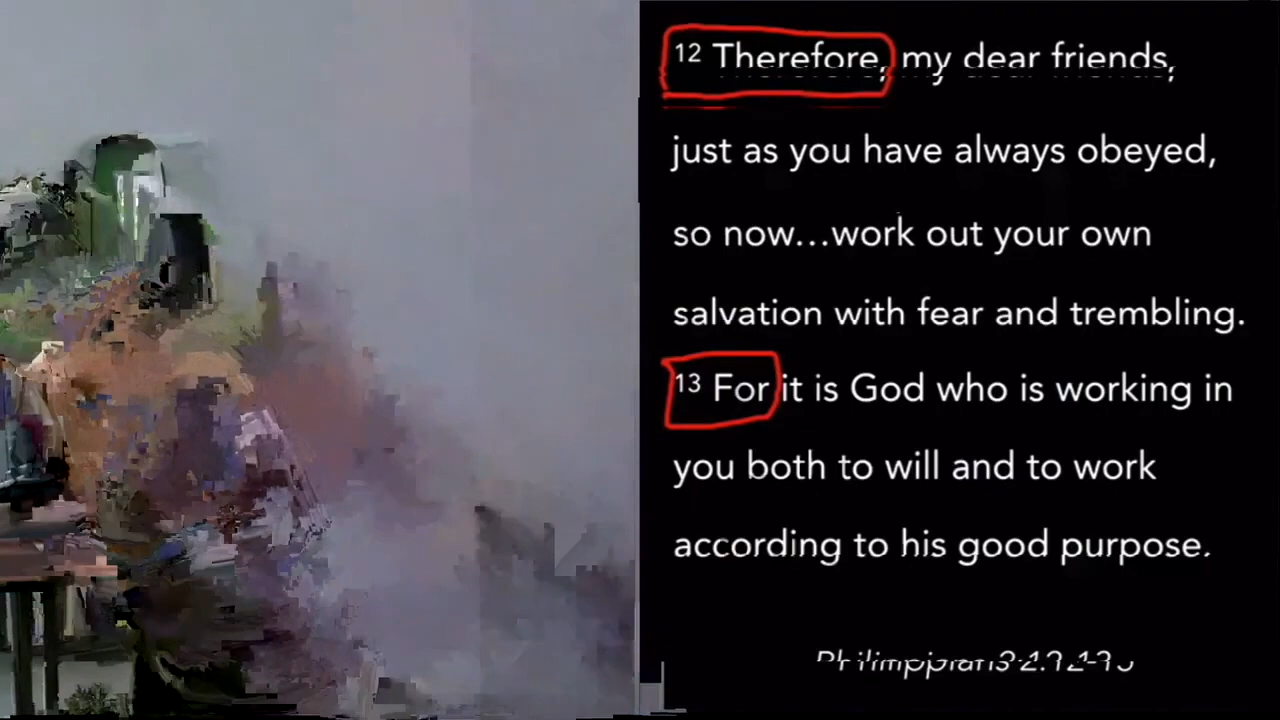 12 Therefore, my dear friends,
just as you have always obeyed,
so now...work out your own
salvation with fear and trembling.
13 For it is God who is working in
you both to will and to work
according to his good purpose.